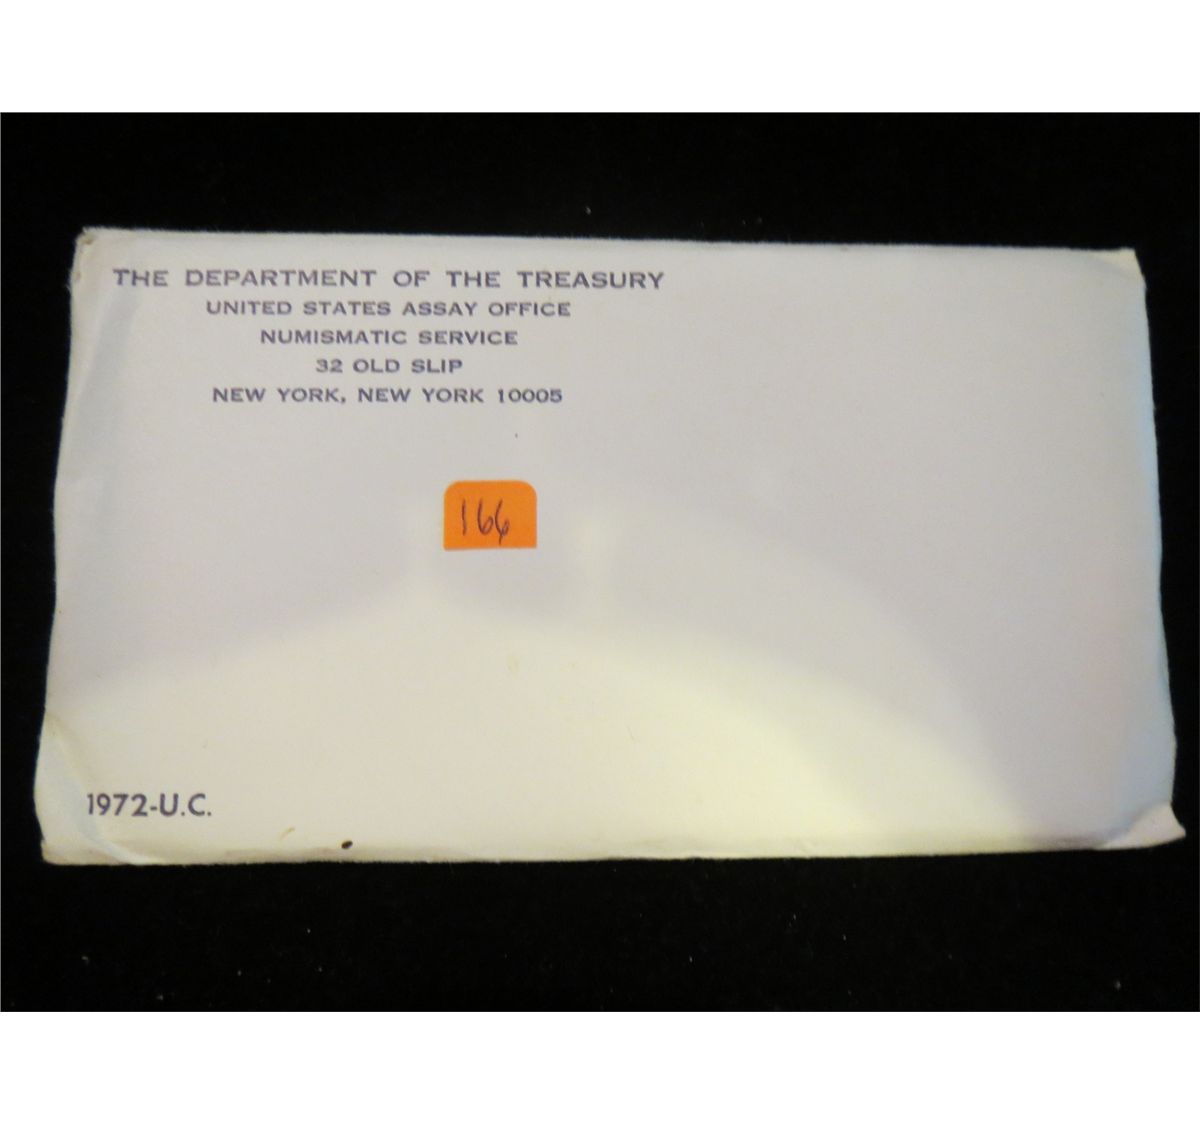 THE DEPARTMENT OF THE TREASURY
UNITED STATES ASSAY OFFICE
NUMISMATIC SERVICE
32 OLD SLIP
NEW YORK, NEW YORK 10005
166
1972-U.C.